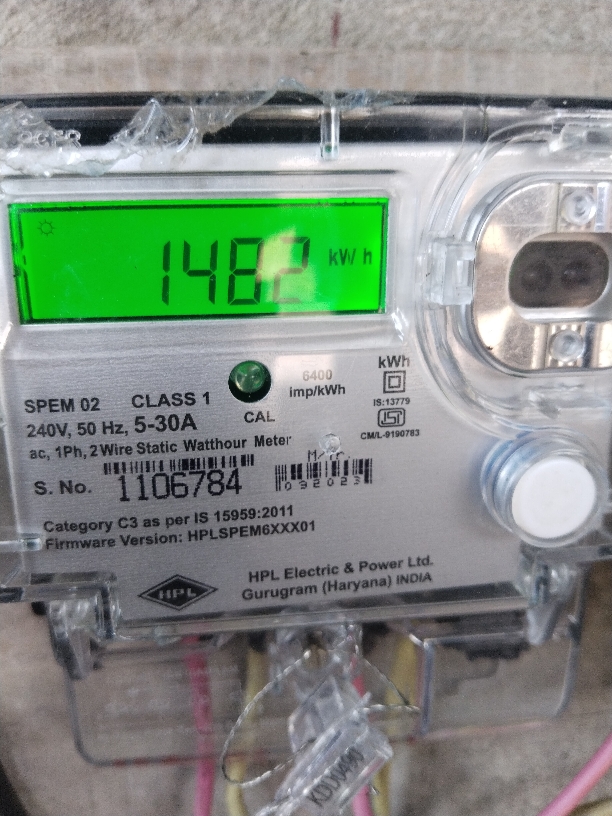 1482 kW h
6400
imp/kWh
kWh
IS:13779
ISI
CM/L-9190783
CAL
SPEM 02 CLASS 1
240V, 50 Hz, 5-30A
ac, 1Ph, 2 Wire Static Watthour Meter
S. No. 1106784
032023
Category C3 as per IS 15959:2011
Firmware Version: HPLSPEM6XXX01
HPL
HPL Electric & Power Ltd.
Gurugram (Haryana) INDIA